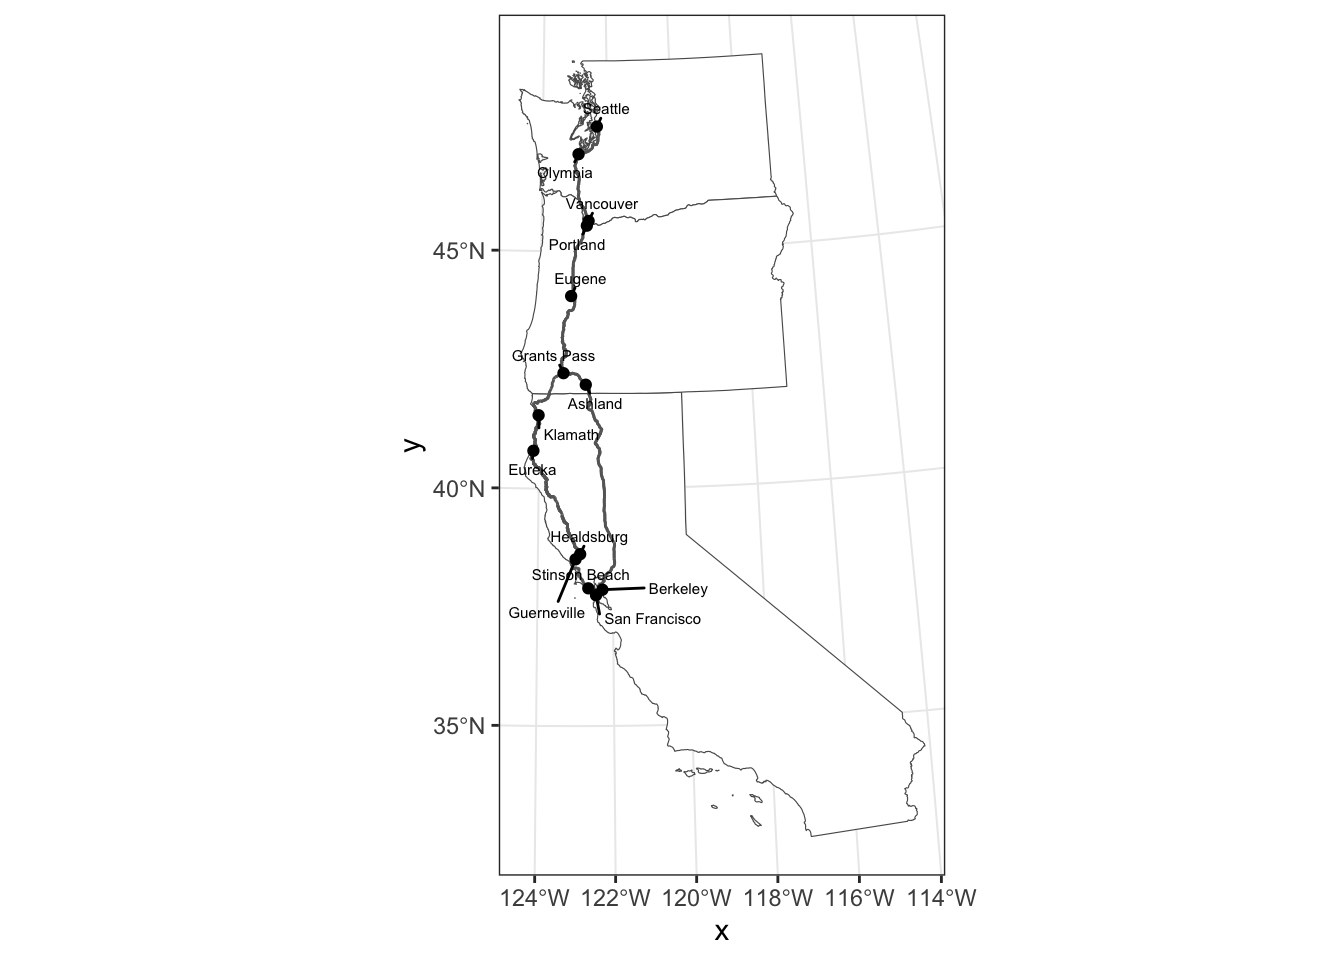 Seattle
Olympia
Vancouver
Portland
45°N
Eugene
Grants Pass
Ashland
Klamath
Eureka
40°N
Healdsburg
Stinson Beach
Berkeley
Guerneville
San Francisco
35°N
124°W 122°W 120°W 118°W 116°W 114°W
x
y